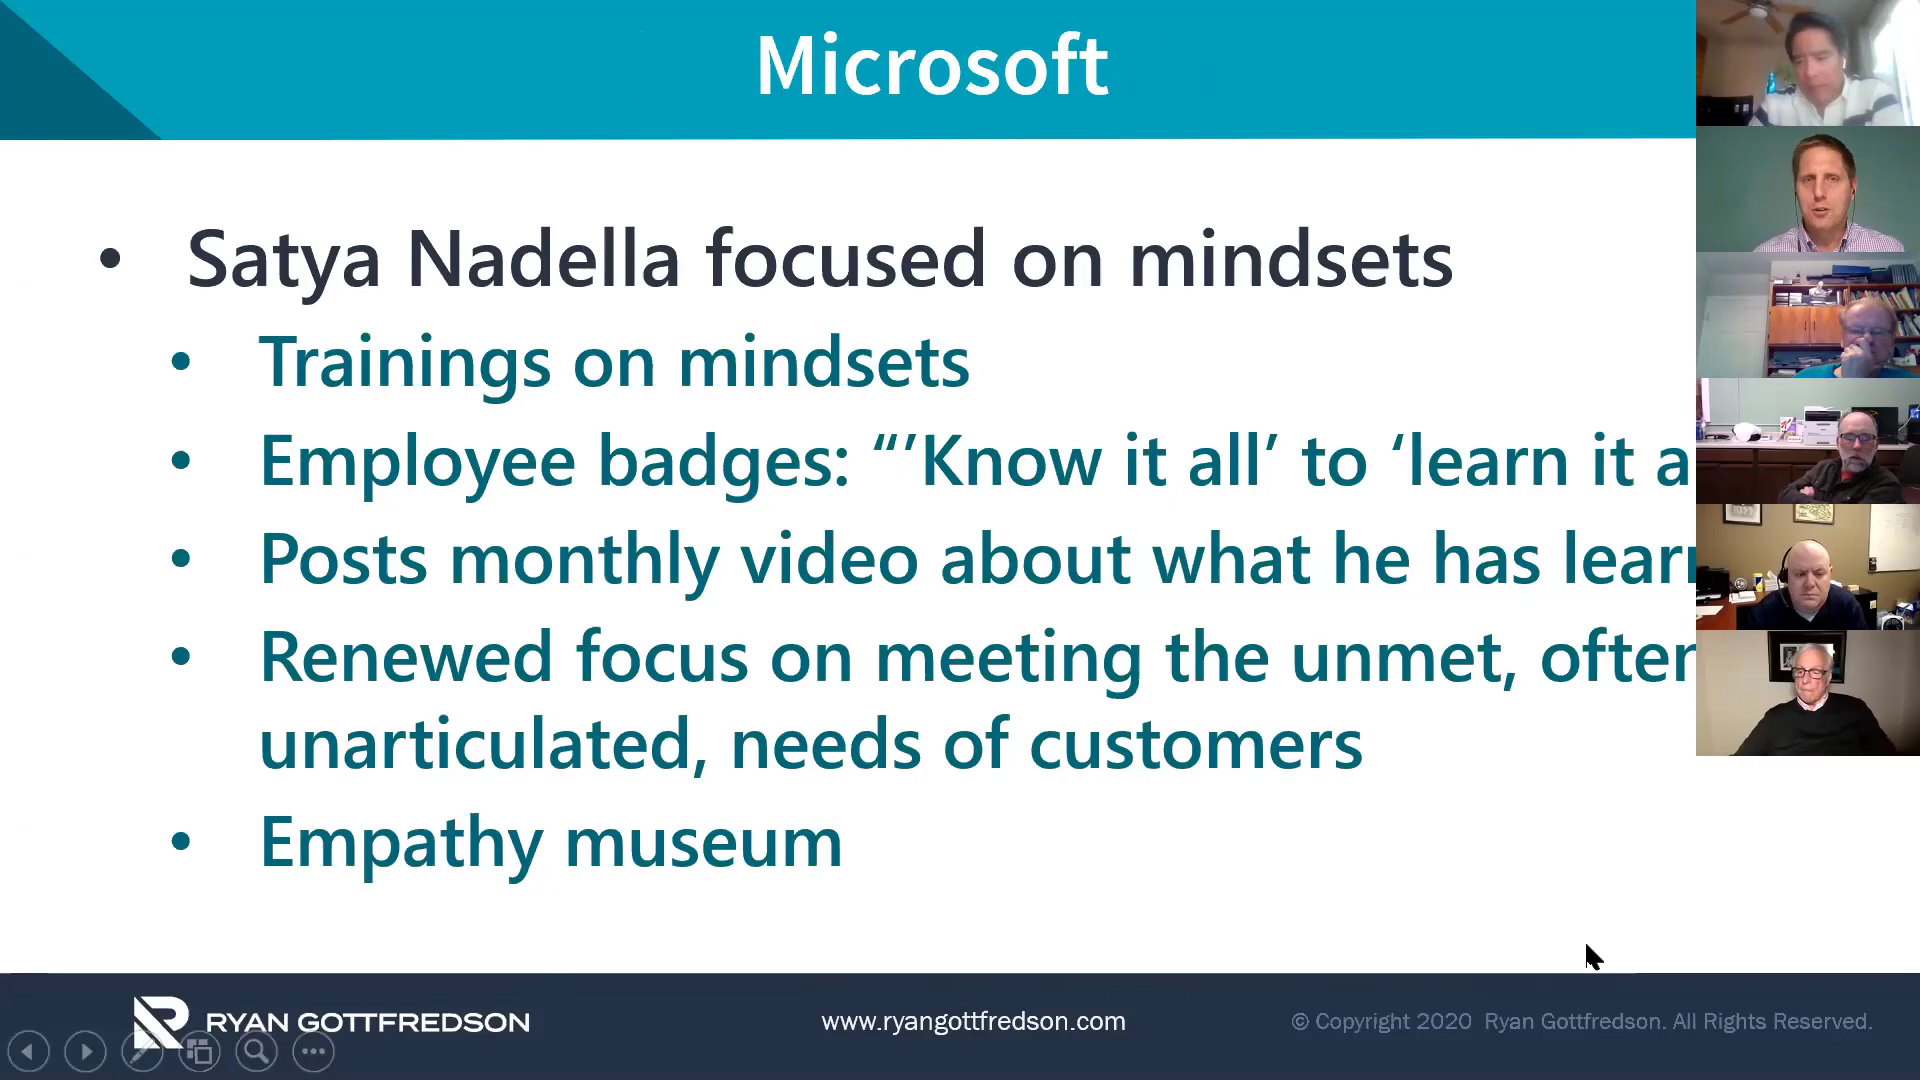 Microsoft
• Satya Nadella focused on mindsets
• Trainings on mindsets
• Employee badges: “‘Know it all’ to ‘learn it a
• Posts monthly video about what he has lear
• Renewed focus on meeting the unmet, often
unarticulated, needs of customers
• Empathy museum
RYAN GOTTFREDSON
www.ryangottfredson.com
© Copyright 2020 Ryan Gottfredson. All Rights Reserved.